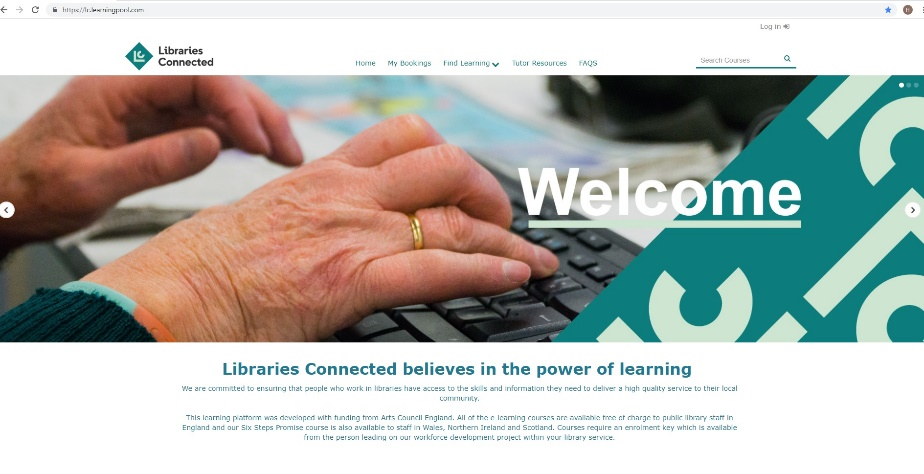 https://lc.learningpool.com
Log in
Libraries
Connected
Home My Bookings Find Learning Tutor Resources FAQS
Search Courses
Welcome
Libraries Connected believes in the power of learning
We are committed to ensuring that people who work in libraries have access to the skills and information they need to deliver a high quality service to their local
community.
This learning platform was developed with funding from Arts Council England. All of the e-learning courses are available free of charge to public library staff in
England and our Six Steps Promise course is also available to staff in Wales, Northern Ireland and Scotland. Courses require an enrolment key which is available
from the person leading on our workforce development project within your library service.